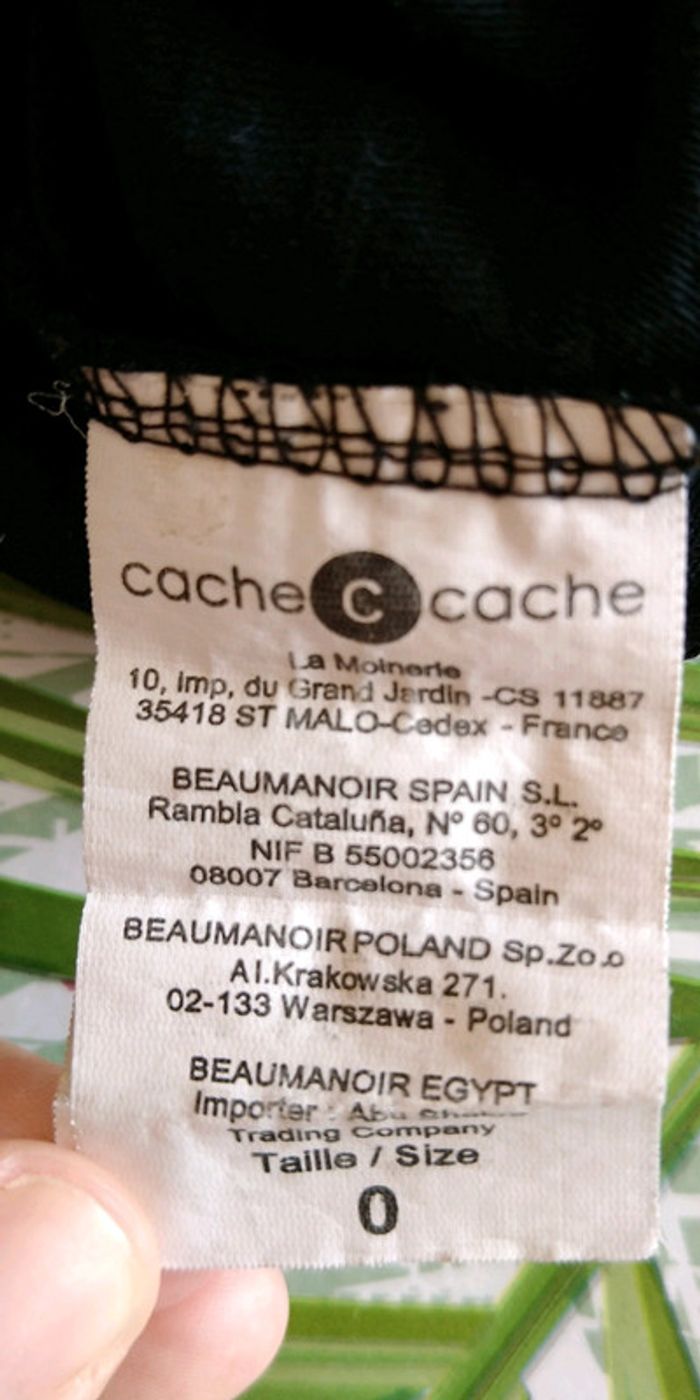 cache c cache
La Moinerie
10, imp, du Grand Jardin -CS 11887
35418 ST MALO-Cedex - France
BEAUMANOIR SPAIN S.L.
Rambla Cataluña, Nº 60, 3º 2º
NIF B 55002356
08007 Barcelona - Spain
BEAUMANOIR POLAND Sp.Zo.o
Al.Krakowska 271.
02-133 Warszawa - Poland
BEAUMANOIR EGYPT
Importer : Abu
Trading Company
Taille / Size
0